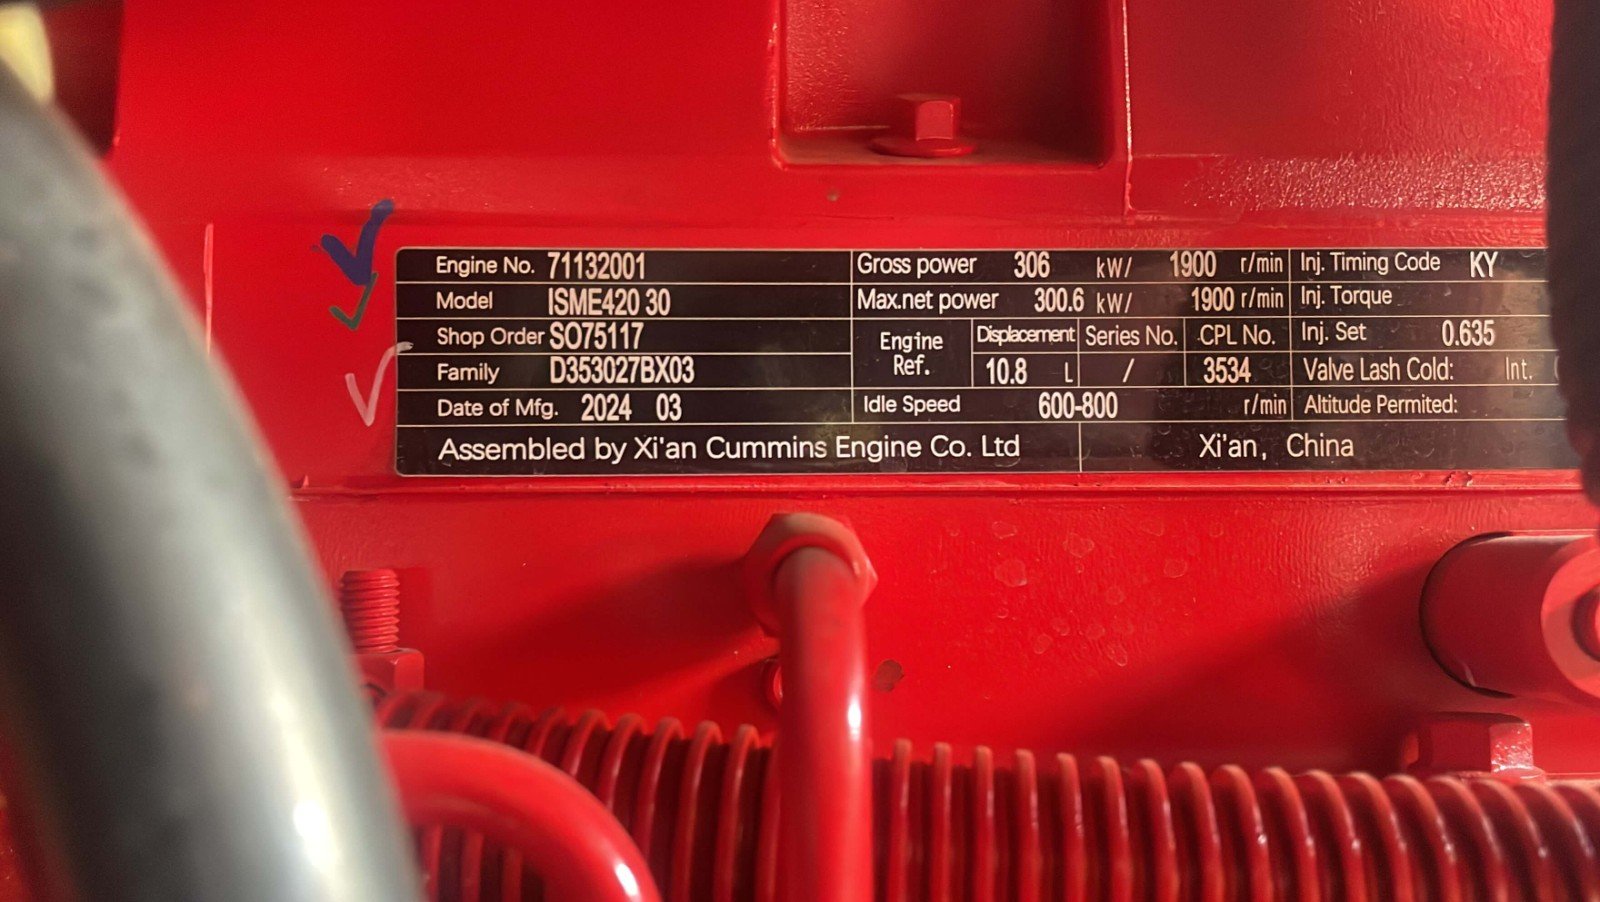 Engine No. 71132001 Gross power 306 kW/ 1900 r/min Inj. Timing Code KY
Model ISME420 30 Max.net power 300.6 kW/ 1900 r/min Inj. Torque
Shop Order SO75117 Engine Ref. Displacement Series No. CPL No. Inj. Set 0.635
Family D353027BX03 10.8 L / 3534 Valve Lash Cold: Int.
Date of Mfg. 2024 03 Idle Speed 600-800 r/min Altitude Permited:
Assembled by Xi'an Cummins Engine Co. Ltd Xi'an, China